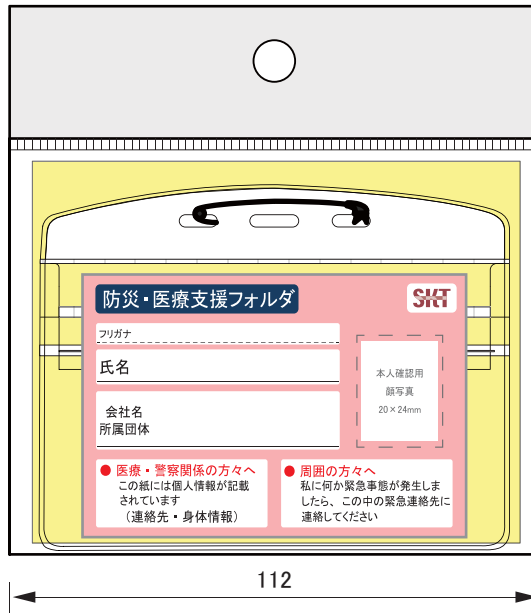 防災・医療支援フォルダ
SKT
フリガナ
氏名
本人確認用
顔写真
20×24mm
会社名
所属団体
● 医療・警察関係の方々へ
この紙には個人情報が記載
されています
(連絡先・身体情報)
● 周囲の方々へ
私に何か緊急事態が発生しま
したら、この中の緊急連絡先に
連絡してください
112